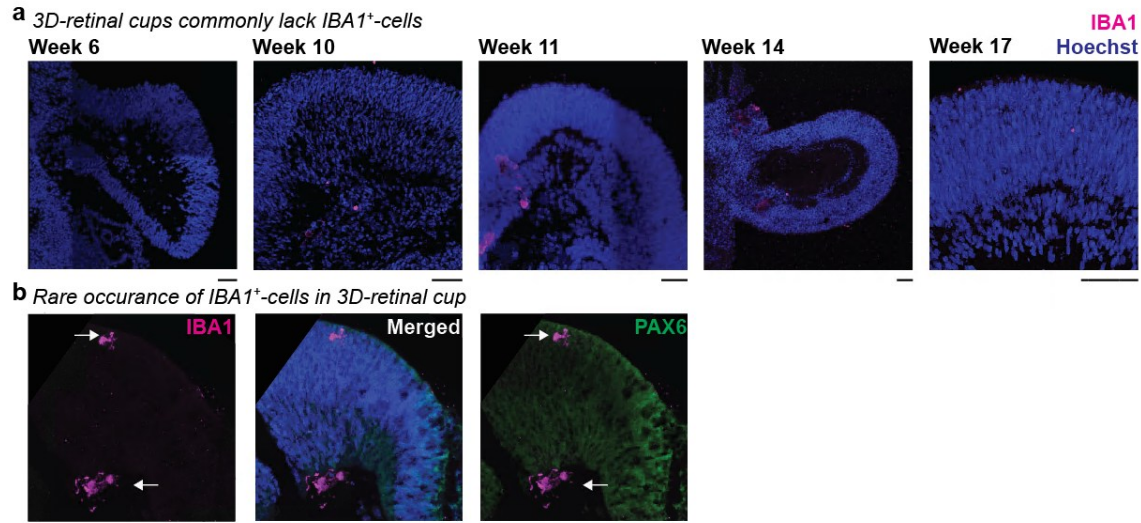 a 3D-retinal cups commonly lack IBA1⁺-cells
IBA1
Week 6 Week 10 Week 11 Week 14 Week 17 Hoechst
b Rare occurance of IBA1⁺-cells in 3D-retinal cup
IBA1 Merged PAX6